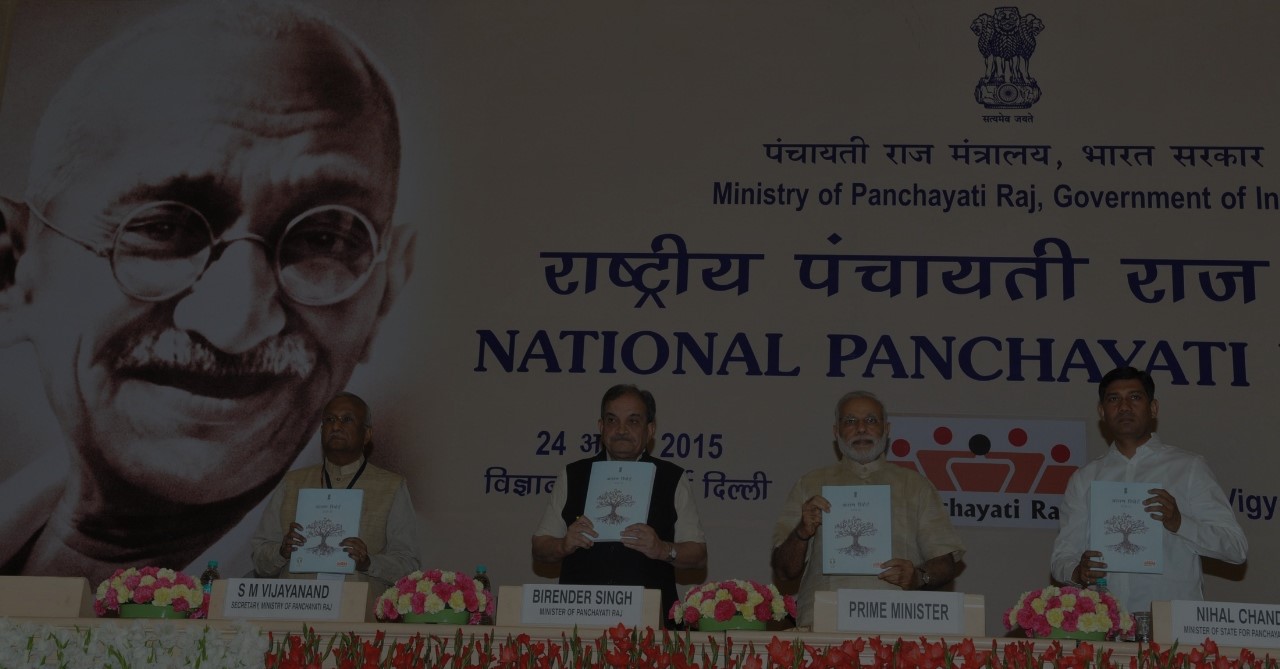 सत्यमेव जयते
पंचायती राज मंत्रालय, भारत सरकार
Ministry of Panchayati Raj, Government of In
राष्ट्रीय पंचायती राज
NATIONAL PANCHAYATI
24 अ 2015
विज्ञा दिल्ली
chayati Ra
Vigy
S M VIJAYANAND
SECRETARY, MINISTRY OF PANCHAYATI RAJ
BIRENDER SINGH
MINISTER OF PANCHAYATI RAJ
PRIME MINISTER
NIHAL CHAND
MINISTER OF STATE FOR PANCHAYA